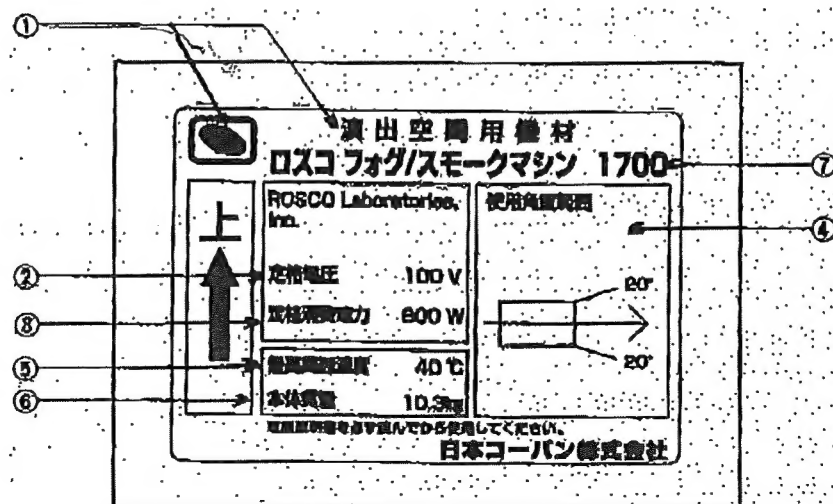 ①
演出空間用機材
ロズコ フォグ/スモークマシン 1700
⑦
上
ROSCO Laboratories,
Inc.
使用角度範囲
④
② 定格電圧 100 V
20°
⑧ 定格消費電力 600 W
20°
⑤ 最高周囲温度 40 ℃
⑥ 本体質量 10.3kg
取扱説明書を必ず読んでから使用してください。
日本コーバン株式会社